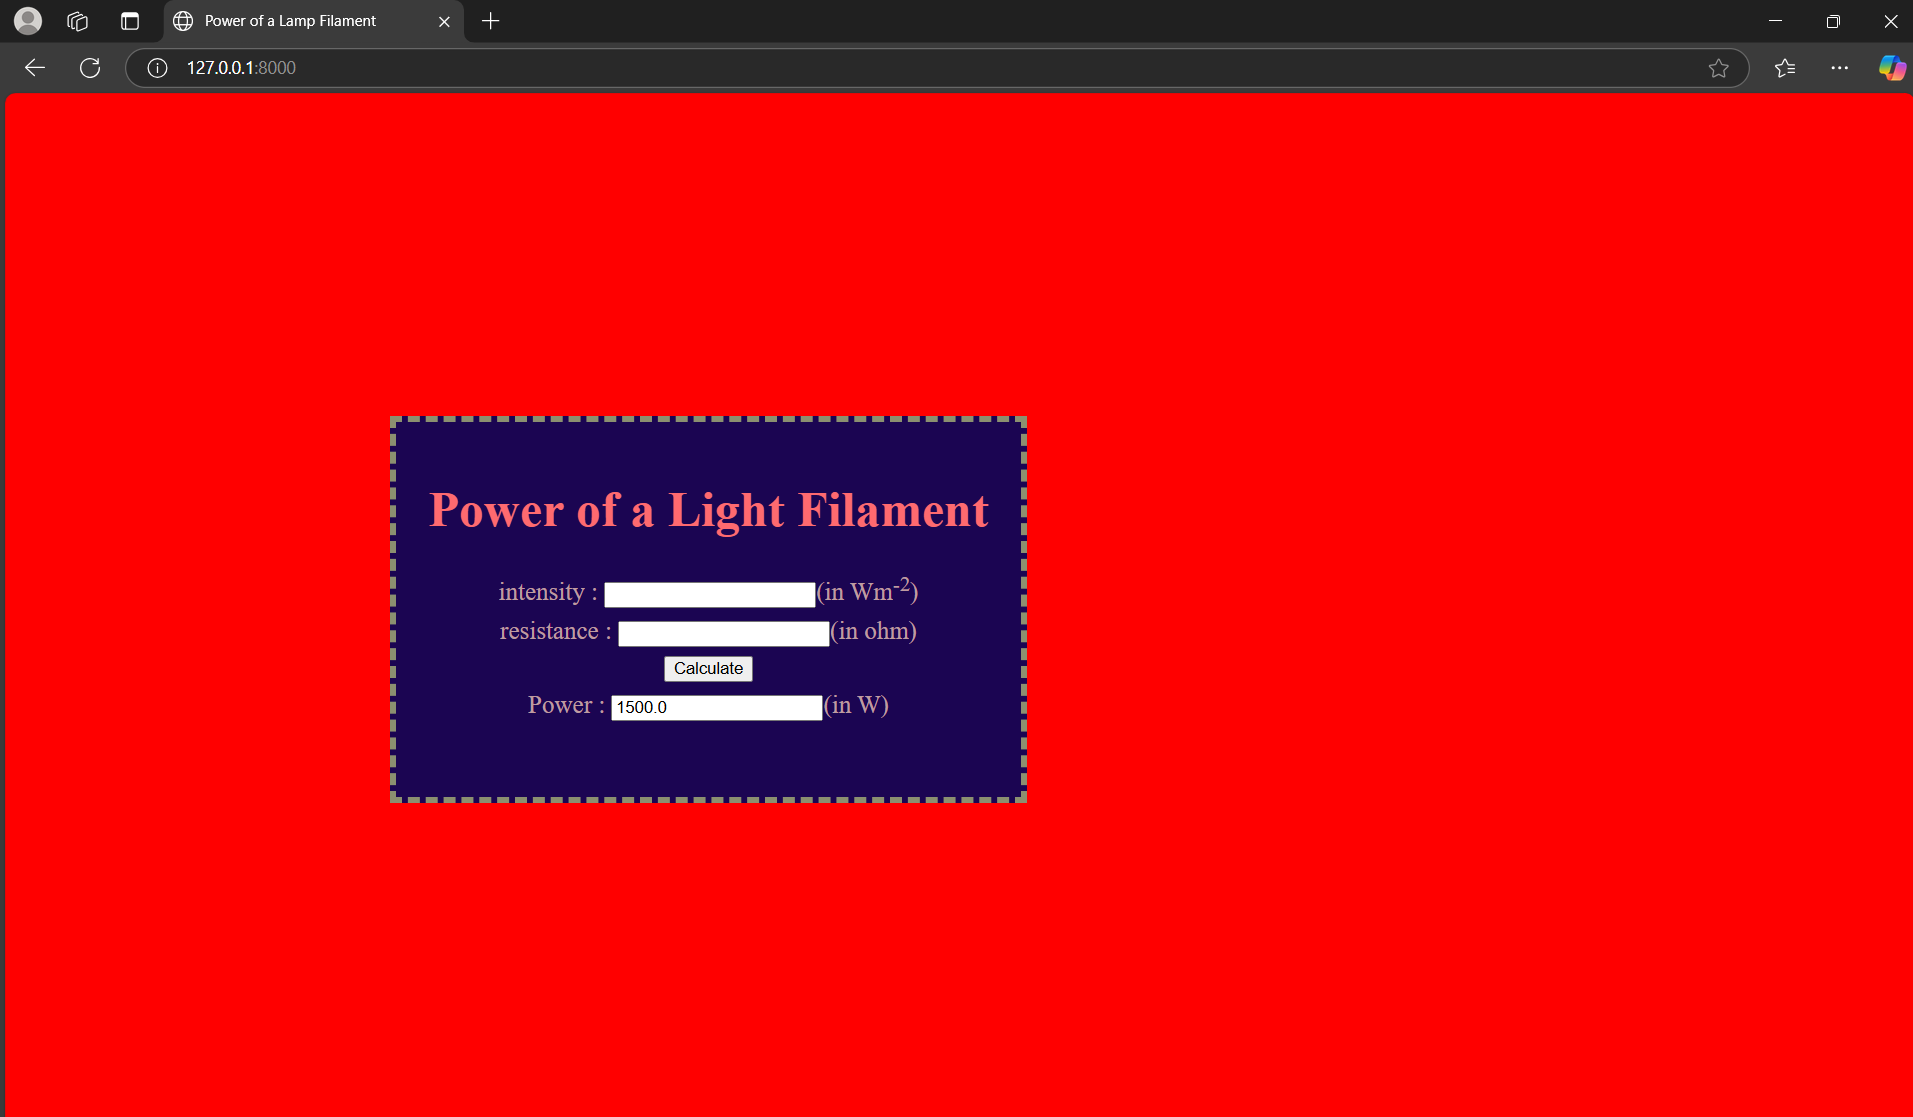 Power of a Lamp Filament
127.0.0.1:8000
Power of a Light Filament
intensity : (in Wm-2)
resistance : (in ohm)
Calculate
Power : 1500.0 (in W)